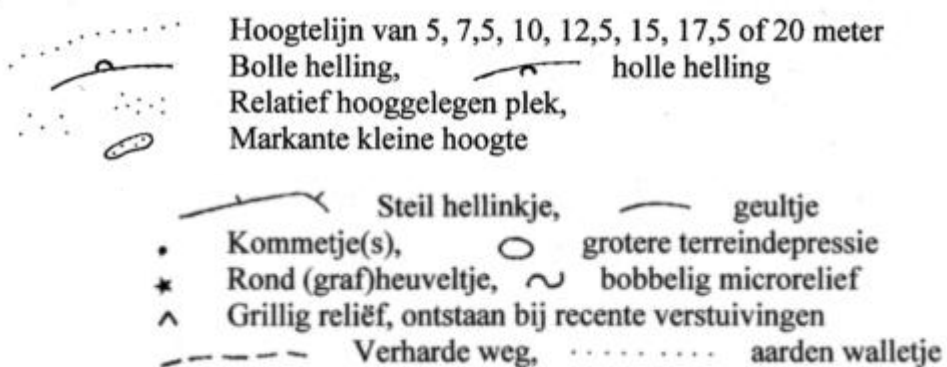 Hoogtelijn van 5, 7,5, 10, 12,5, 15, 17,5 of 20 meter
Bolle helling, holle helling
Relatief hooggelegen plek,
Markante kleine hoogte
Steil hellinkje, geultje
Kommetje(s), grotere terreindepressie
Rond (graf)heuveltje, bobbelig microrelief
Grillig reliëf, ontstaan bij recente verstuivingen
Verharde weg, aarden walletje